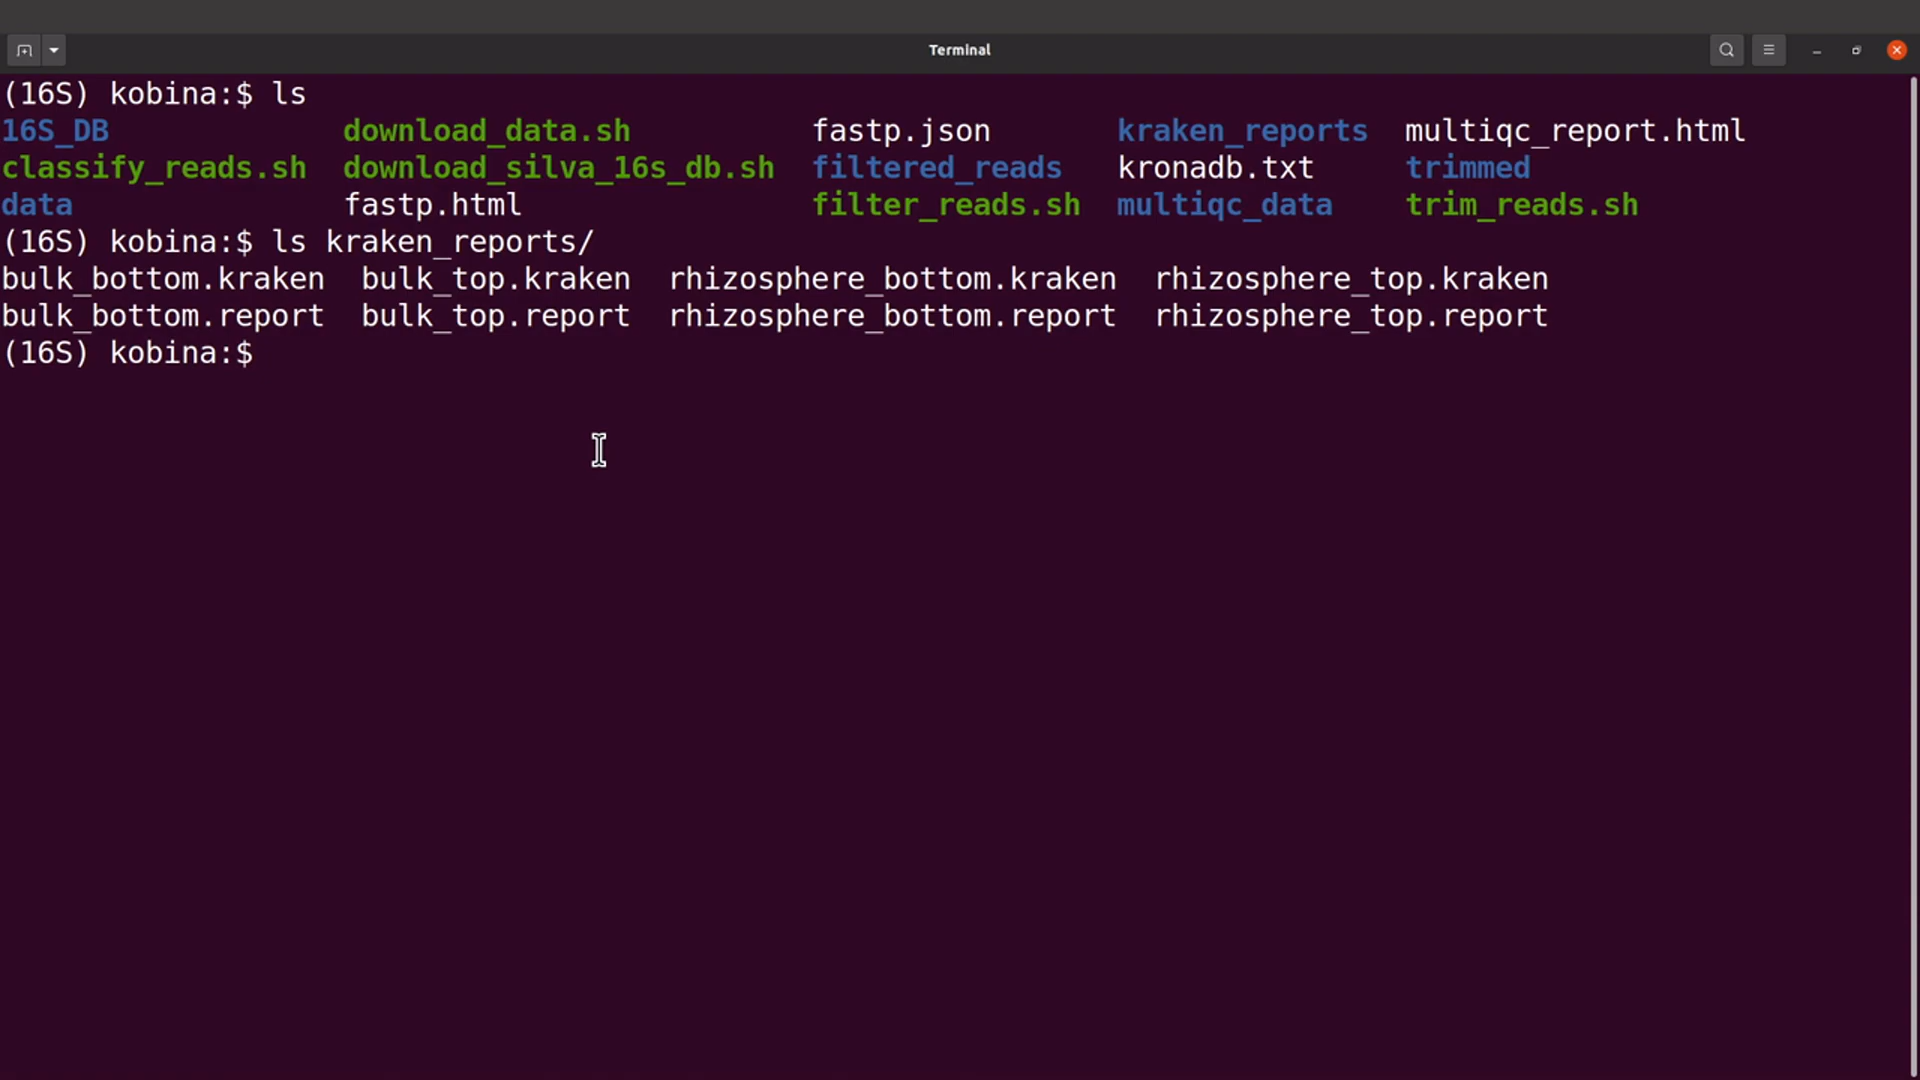 Terminal
(16S) kobina:$ ls
16S_DB download_data.sh fastp.json kraken_reports multiqc_report.html
classify_reads.sh download_silva_16s_db.sh filtered_reads kronadb.txt trimmed
data fastp.html filter_reads.sh multiqc_data trim_reads.sh
(16S) kobina:$ ls kraken_reports/
bulk_bottom.kraken bulk_top.kraken rhizosphere_bottom.kraken rhizosphere_top.kraken
bulk_bottom.report bulk_top.report rhizosphere_bottom.report rhizosphere_top.report
(16S) kobina:$